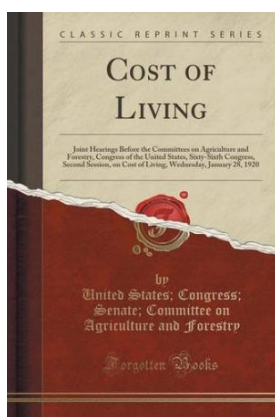 CLASSIC REPRINT SERIES
COST OF
LIVING
Joint Hearings Before the Committees on Agriculture and
Forestry, Congress of the United States, Sixty-Sixth Congress,
Second Session, on Cost of Living, Wednesday, January 28, 1920
by
United States; Congress;
Senate; Committee on
Agriculture and Forestry
Forgotten Books